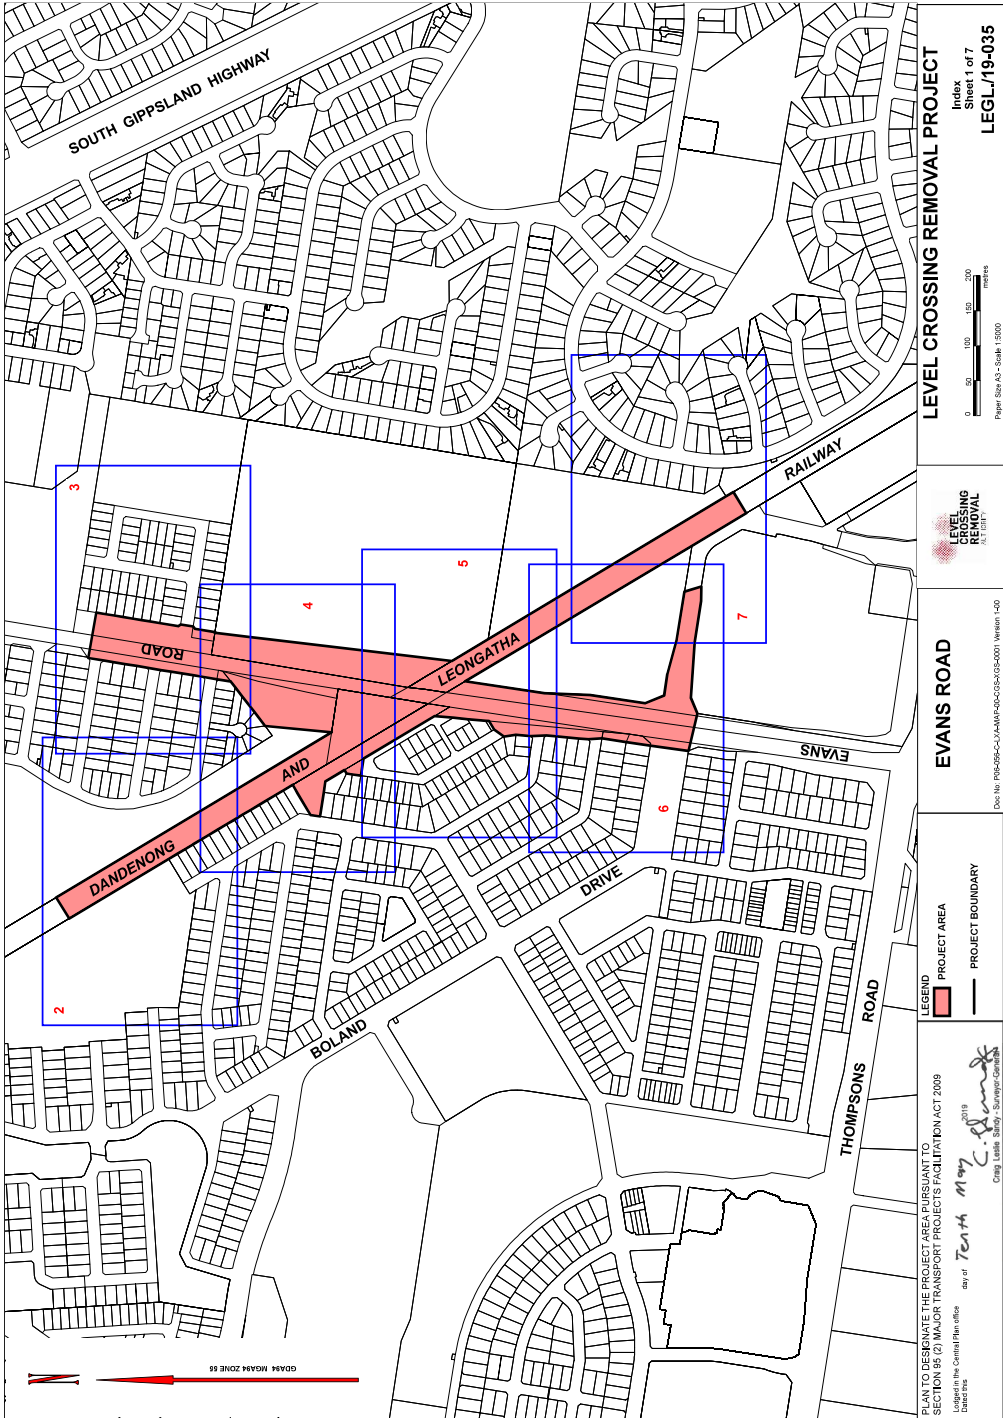 SOUTH GIPPSLAND HIGHWAY
3
ROAD
4
5
LEONGATHA
AND
DANDENONG
2
RAILWAY
7
6
EVANS
DRIVE
BOLAND
ROAD
THOMPSONS
N
GDA94 MGA94 ZONE 55
PLAN TO DESIGNATE THE PROJECT AREA PURSUANT TO
SECTION 95 (2) MAJOR TRANSPORT PROJECTS FACILITATION ACT 2009
Lodged in the Central Plan office
Dated this
day of
Tenth May
2019
Craig Leslie Sandy - Surveyor-General
LEGEND
PROJECT AREA
PROJECT BOUNDARY
EVANS ROAD
LEVEL
CROSSING
REMOVAL
LEVEL CROSSING REMOVAL PROJECT
0 50 100 150 200
metres
Paper Size A3 - Scale 1:5000
Index
Sheet 1 of 7
LEGL./19-035